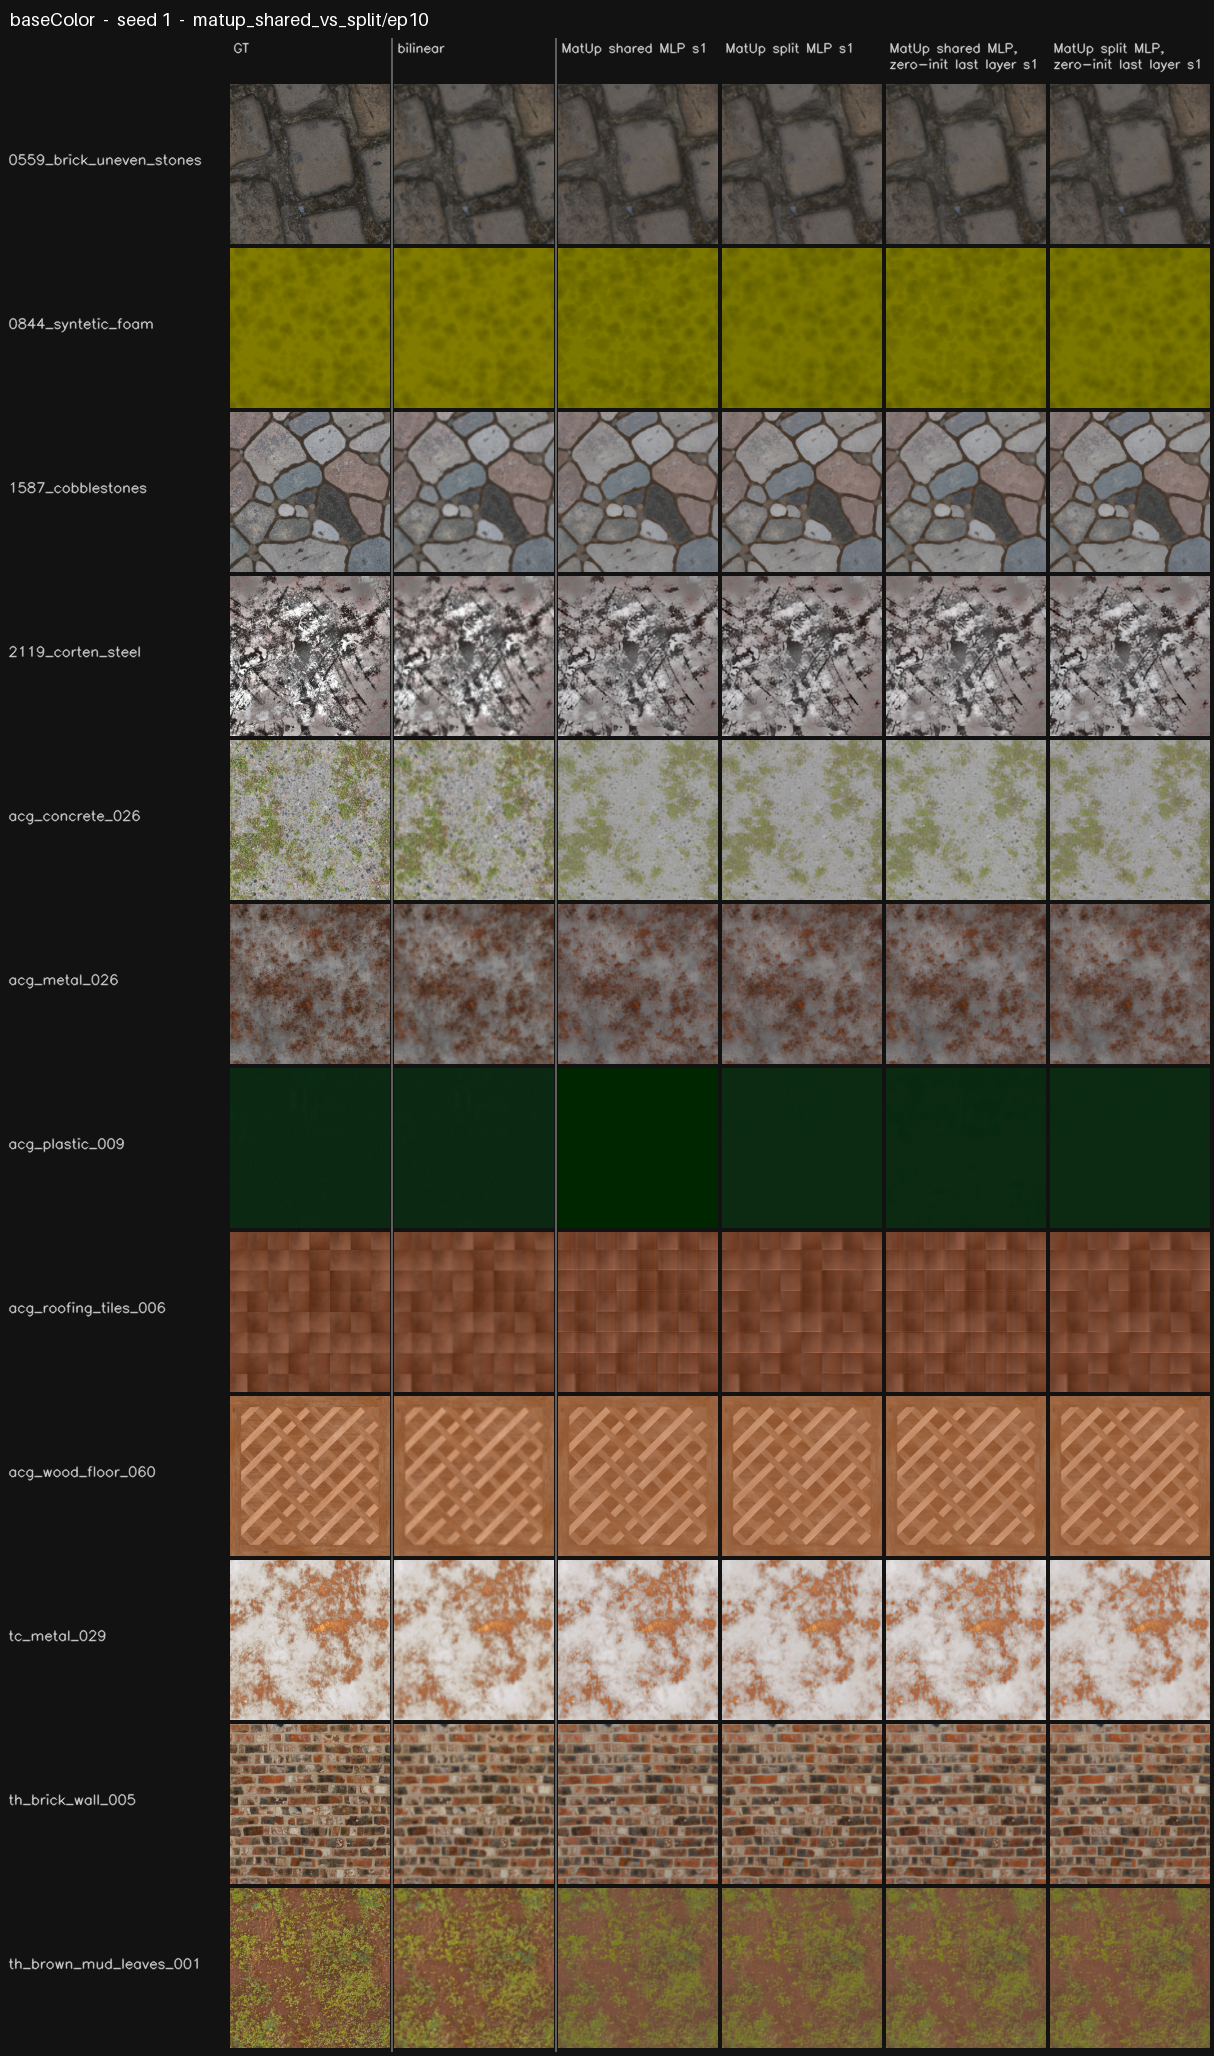 baseColor - seed 1 - matup_shared_vs_split/ep10
GT
bilinear
MatUp shared MLP s1
MatUp split MLP s1
MatUp shared MLP,
zero-init last layer s1
MatUp split MLP,
zero-init last layer s1
0559_brick_uneven_stones
0844_syntetic_foam
1587_cobblestones
2119_corten_steel
acg_concrete_026
acg_metal_026
acg_plastic_009
acg_roofing_tiles_006
acg_wood_floor_060
tc_metal_029
th_brick_wall_005
th_brown_mud_leaves_001